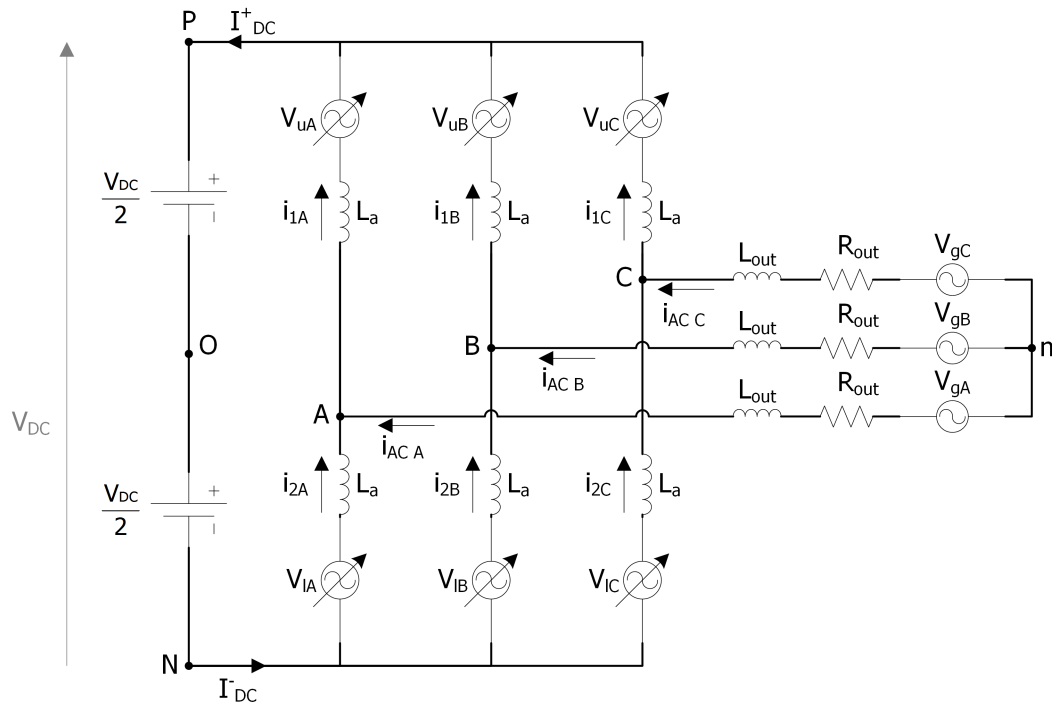 P I⁺DC
VuA VuB VuC
VDC
2
+
i1A La i1B La i1C La
Lout Rout VgC
C
iAC C
Lout Rout VgB
O B n
iAC B
Lout Rout VgA
VDC A
iAC A
VDC
2
+
i2A La i2B La i2C La
VlA VlB VlC
N
I⁻DC